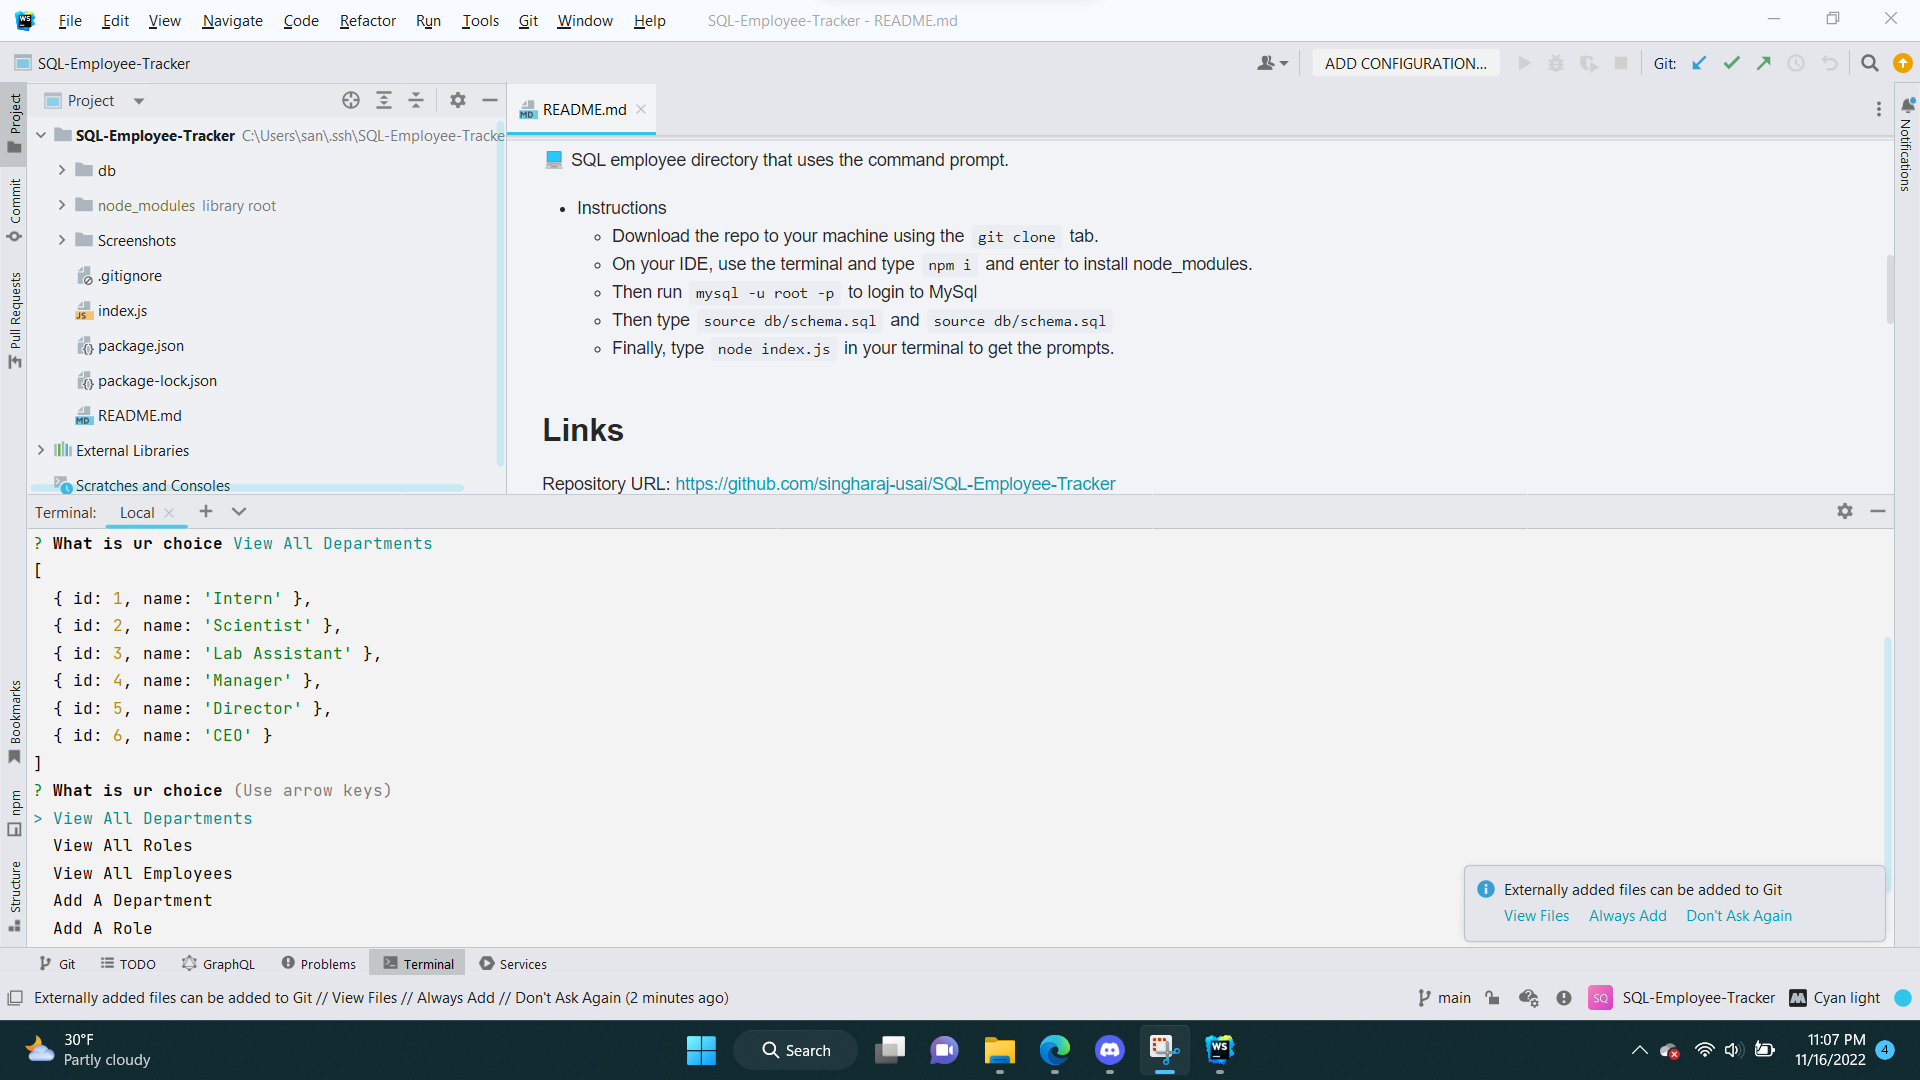 File Edit View Navigate Code Refactor Run Tools Git Window Help SQL-Employee-Tracker - README.md
SQL-Employee-Tracker ADD CONFIGURATION... Git:
Project
README.md
SQL-Employee-Tracker C:\Users\san\.ssh\SQL-Employee-Tracke
db
node_modules library root
Screenshots
.gitignore
index.js
package.json
package-lock.json
README.md
External Libraries
Scratches and Consoles
Project
Commit
Pull Requests
Bookmarks
npm
Structure
Notifications
SQL employee directory that uses the command prompt.
• Instructions
Download the repo to your machine using the git clone tab.
On your IDE, use the terminal and type npm i and enter to install node_modules.
Then run mysql -u root -p to login to MySql
Then type source db/schema.sql and source db/schema.sql
Finally, type node index.js in your terminal to get the prompts.
Links
Repository URL: https://github.com/singharaj-usai/SQL-Employee-Tracker
Terminal: Local
? What is ur choice View All Departments
[
{ id: 1, name: 'Intern' },
{ id: 2, name: 'Scientist' },
{ id: 3, name: 'Lab Assistant' },
{ id: 4, name: 'Manager' },
{ id: 5, name: 'Director' },
{ id: 6, name: 'CEO' }
]
? What is ur choice (Use arrow keys)
> View All Departments
View All Roles
View All Employees
Add A Department
Add A Role
Externally added files can be added to Git
View Files Always Add Don't Ask Again
Git TODO GraphQL Problems Terminal Services
Externally added files can be added to Git // View Files // Always Add // Don't Ask Again (2 minutes ago)
main SQ SQL-Employee-Tracker Cyan light
30°F
Partly cloudy
Search
WS
11:07 PM
11/16/2022
4